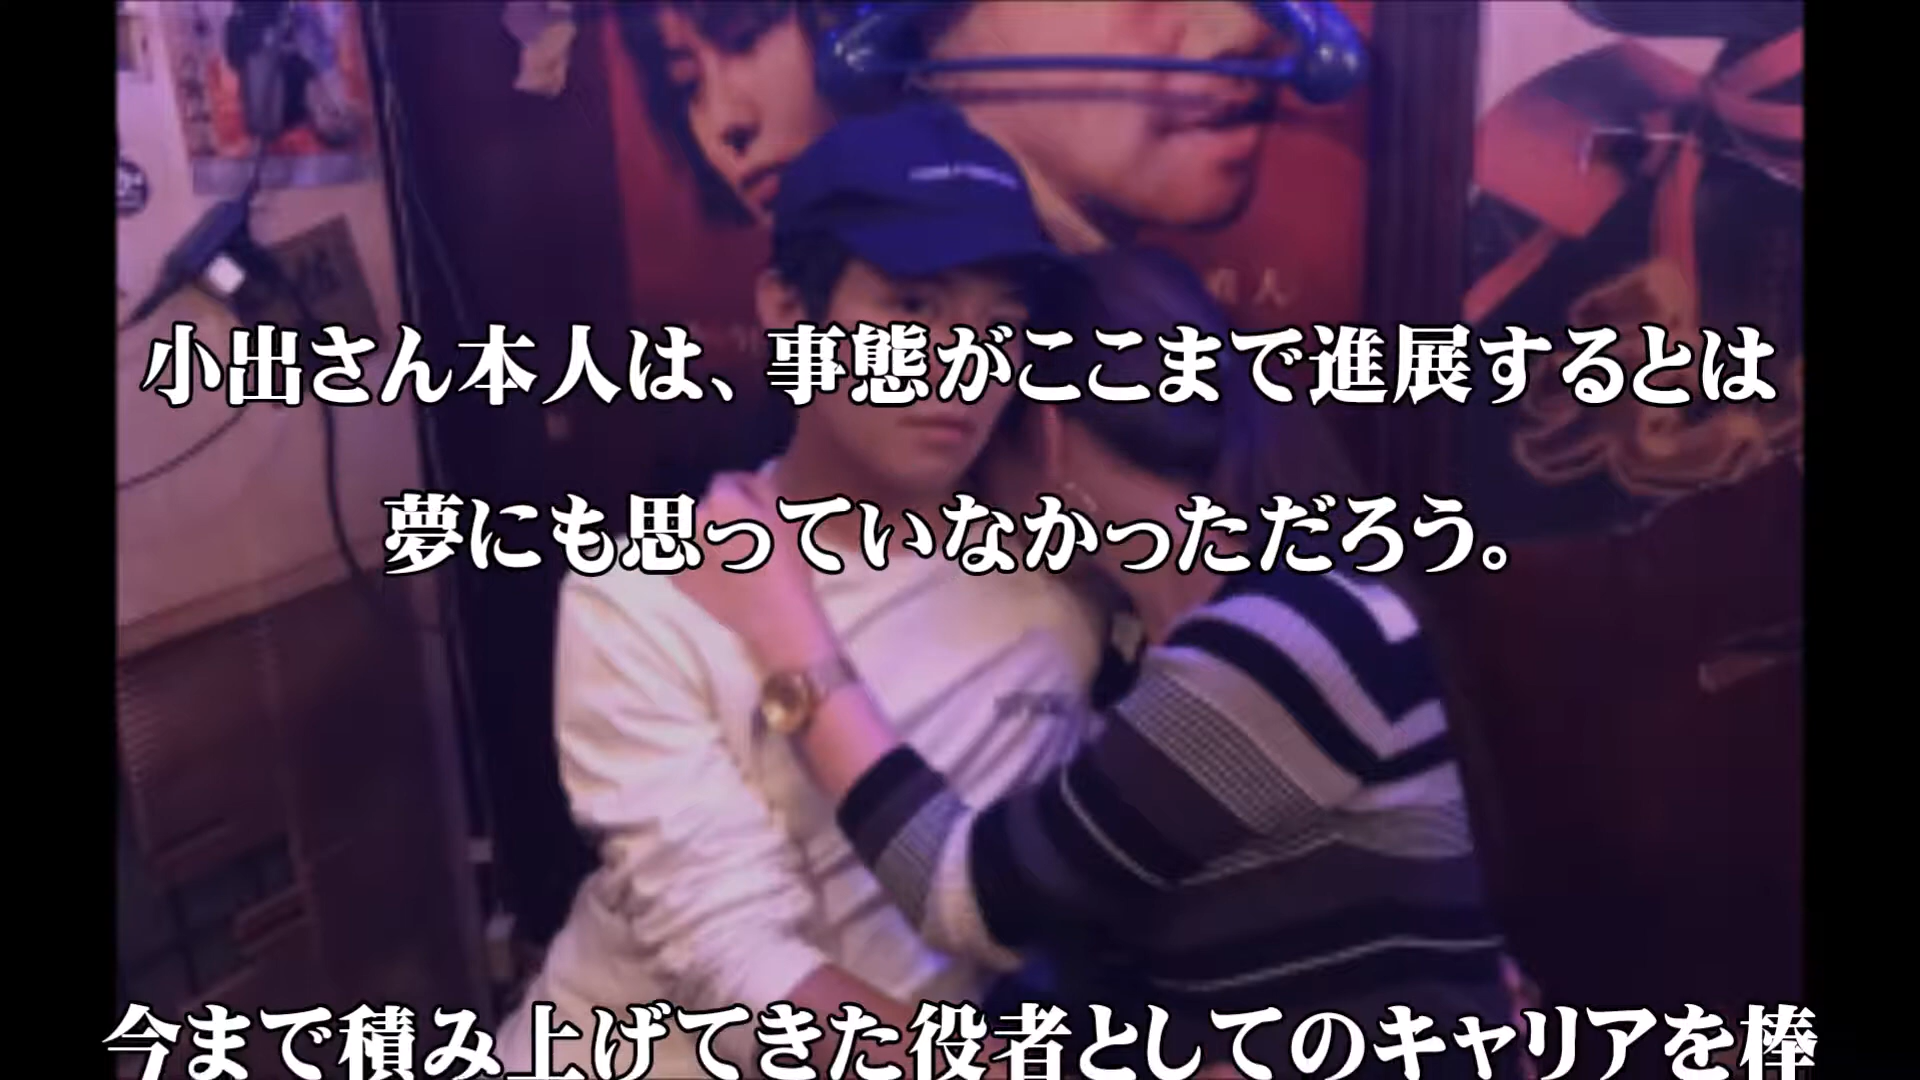 小出さん本人は、事態がここまで進展するとは
夢にも思っていなかっただろう。
今まで積み上げてきた役者としてのキャリアを棒